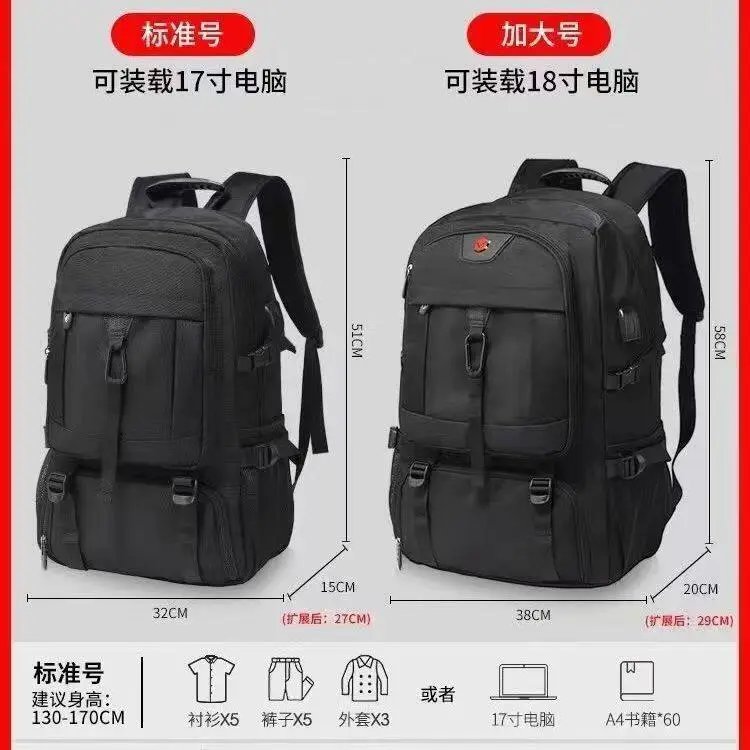 标准号
加大号
可装载17寸电脑
可装载18寸电脑
51CM
58CM
15CM
20CM
32CM
(扩展后：27CM)
38CM
(扩展后：29CM)
标准号
建议身高：
130-170CM
衬衫X5
裤子X5
外套X3
或者
17寸电脑
A4书籍*60